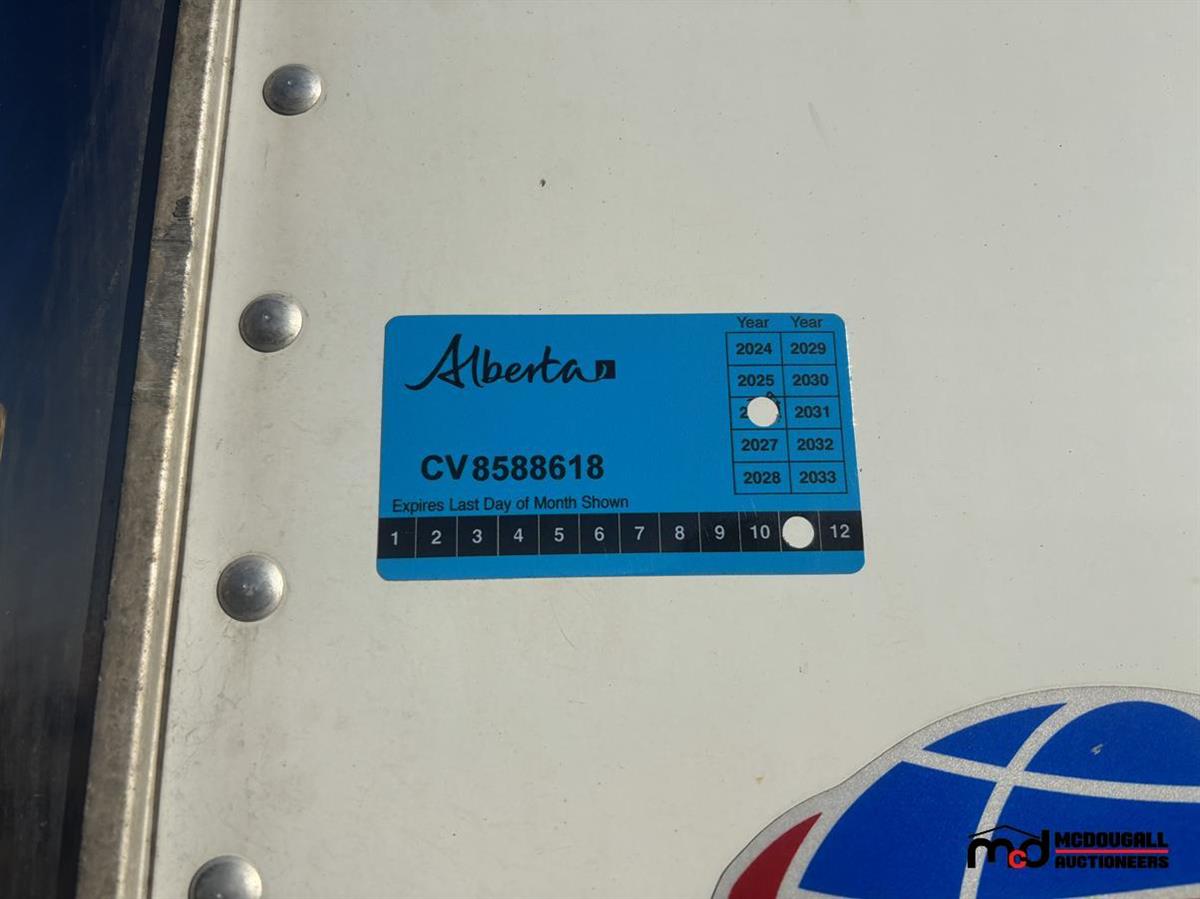 Alberta
Year Year
2024 2029
2025 2030
2031
2027 2032
2028 2033
CV8588618
Expires Last Day of Month Shown
1 2 3 4 5 6 7 8 9 10 12
mcd MCDOUGALL
AUCTIONEERS